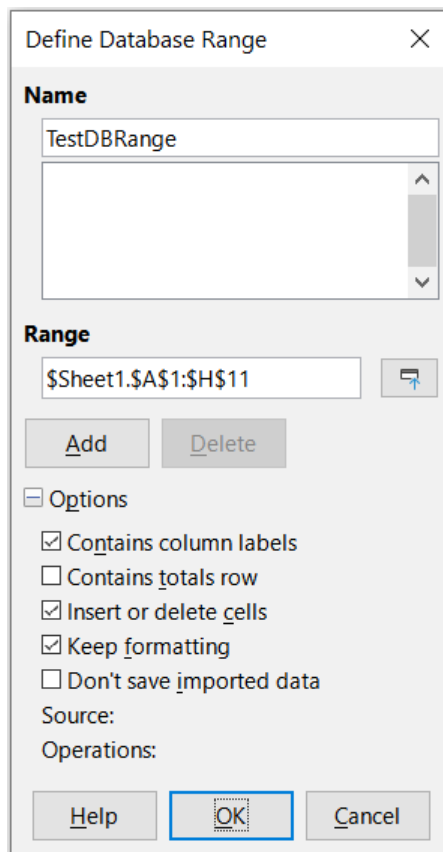 Define Database Range
Name
TestDBRange
Range
$Sheet1.$A$1:$H$11
Add Delete
Options
Contains column labels
Contains totals row
Insert or delete cells
Keep formatting
Don't save imported data
Source:
Operations:
Help OK Cancel